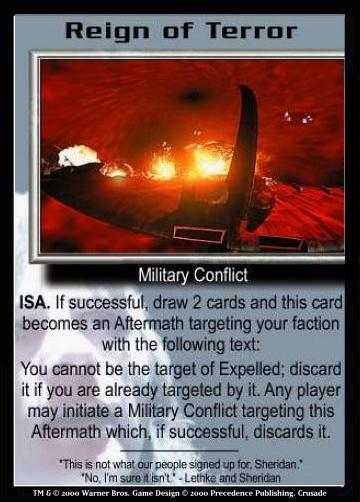 Reign of Terror
Military Conflict
ISA. If successful, draw 2 cards and this card
becomes an Aftermath targeting your faction
with the following text:
You cannot be the target of Expelled; discard
it if you are already targeted by it. Any player
may initiate a Military Conflict targeting this
Aftermath which, if successful, discards it.
"This is not what our people signed up for, Sheridan."
"No, I'm sure it isn't." - Lethke and Sheridan
TM & © 2000 Warner Bros. Game Design © 2000 Precedence Publishing. Crusade